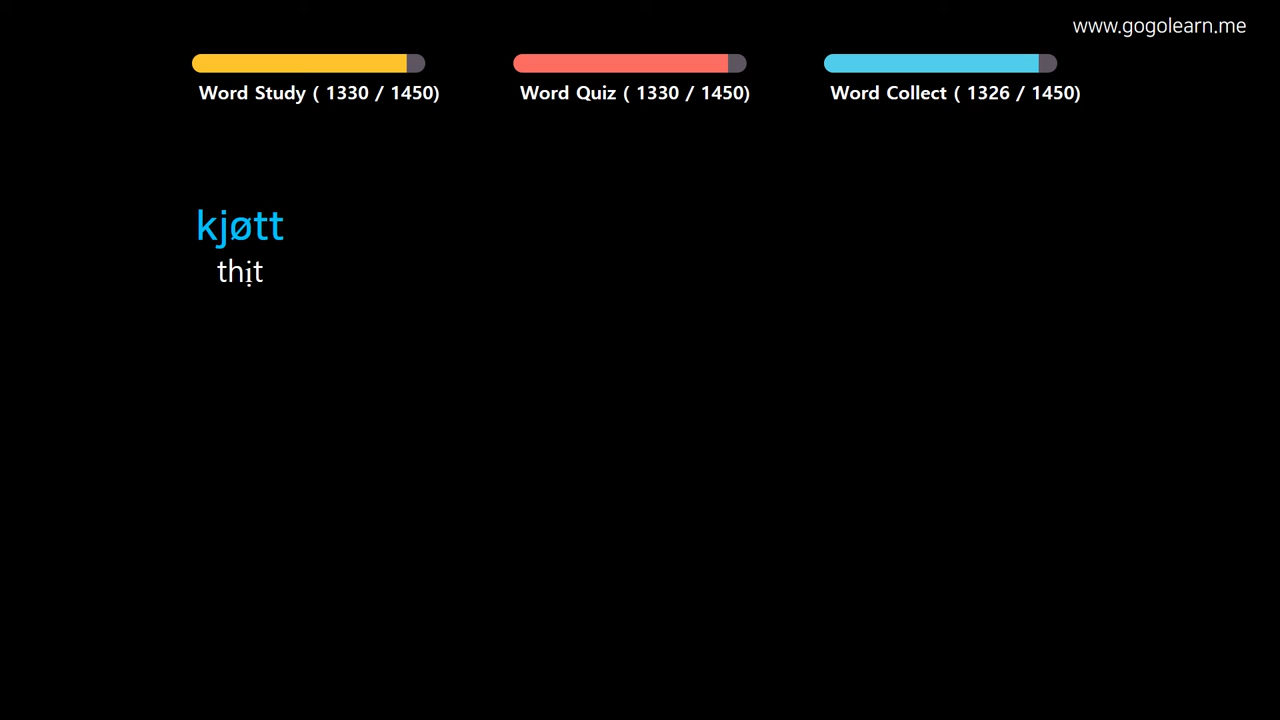 www.gogolearn.me
Word Study ( 1330 / 1450)
Word Quiz ( 1330 / 1450)
Word Collect ( 1326 / 1450)
kjøtt
thịt